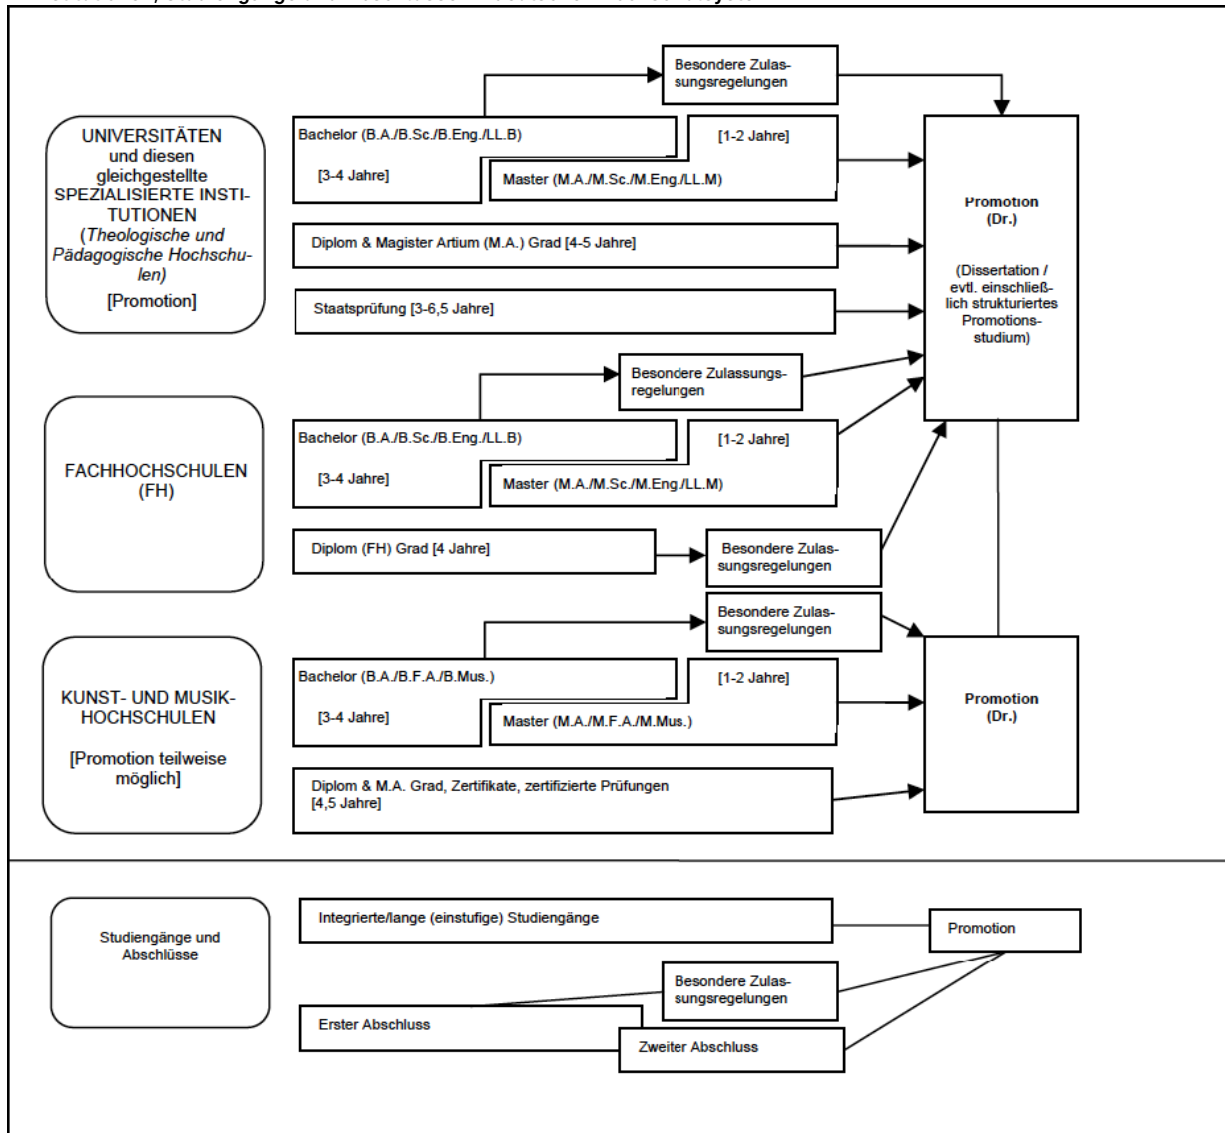 Besondere Zulas-
sungsregelungen
UNIVERSITÄTEN
und diesen
gleichgestellte
SPEZIALISIERTE INSTI-
TUTIONEN
(Theologische und
Pädagogische Hochschu-
len)
[Promotion]
Bachelor (B.A./B.Sc./B.Eng./LL.B)
[3-4 Jahre]
[1-2 Jahre]
Master (M.A./M.Sc./M.Eng./LL.M)
Diplom & Magister Artium (M.A.) Grad [4-5 Jahre]
Staatsprüfung [3-6,5 Jahre]
Promotion
(Dr.)
(Dissertation /
evtl. einschließ-
lich strukturiertes
Promotions-
studium)
Besondere Zulassungs-
regelungen
FACHHOCHSCHULEN
(FH)
Bachelor (B.A./B.Sc./B.Eng./LL.B)
[3-4 Jahre]
[1-2 Jahre]
Master (M.A./M.Sc./M.Eng./LL.M)
Diplom (FH) Grad [4 Jahre]
Besondere Zulas-
sungsregelungen
Besondere Zulas-
sungsregelungen
KUNST- UND MUSIK-
HOCHSCHULEN
[Promotion teilweise
möglich]
Bachelor (B.A./B.F.A./B.Mus.)
[3-4 Jahre]
[1-2 Jahre]
Master (M.A./M.F.A./M.Mus.)
Diplom & M.A. Grad, Zertifikate, zertifizierte Prüfungen
[4,5 Jahre]
Promotion
(Dr.)
Studiengänge und
Abschlüsse
Integrierte/lange (einstufige) Studiengänge
Promotion
Besondere Zulas-
sungsregelungen
Erster Abschluss
Zweiter Abschluss